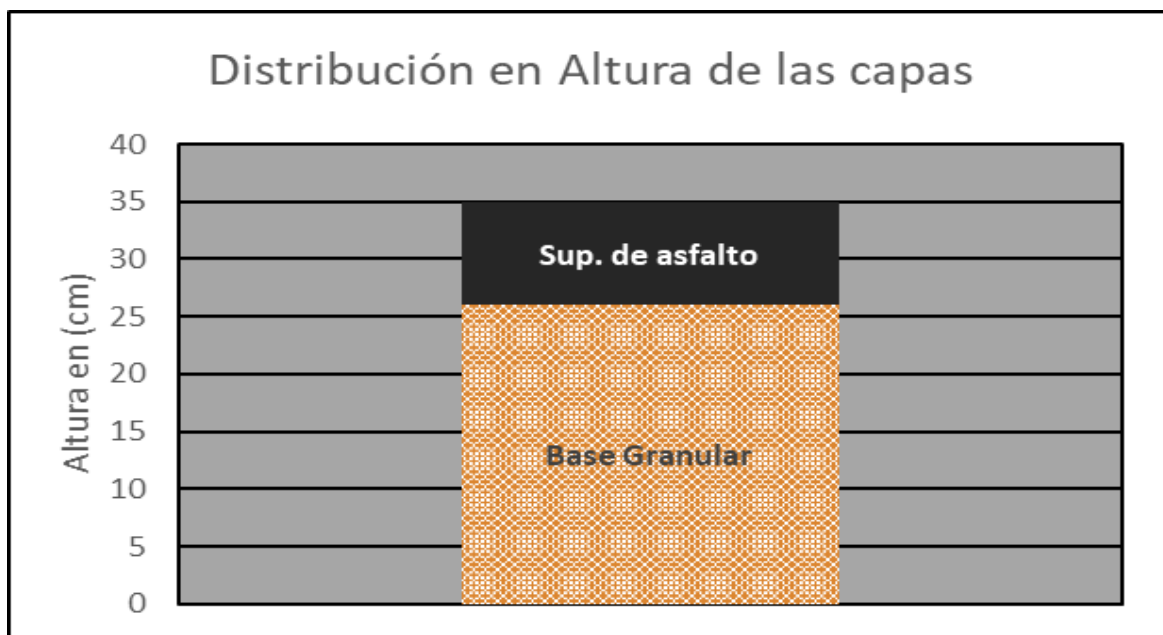 Distribución en Altura de las capas
40
35
30
25
20
15
10
5
0
Altura en (cm)
Sup. de asfalto
Base Granular